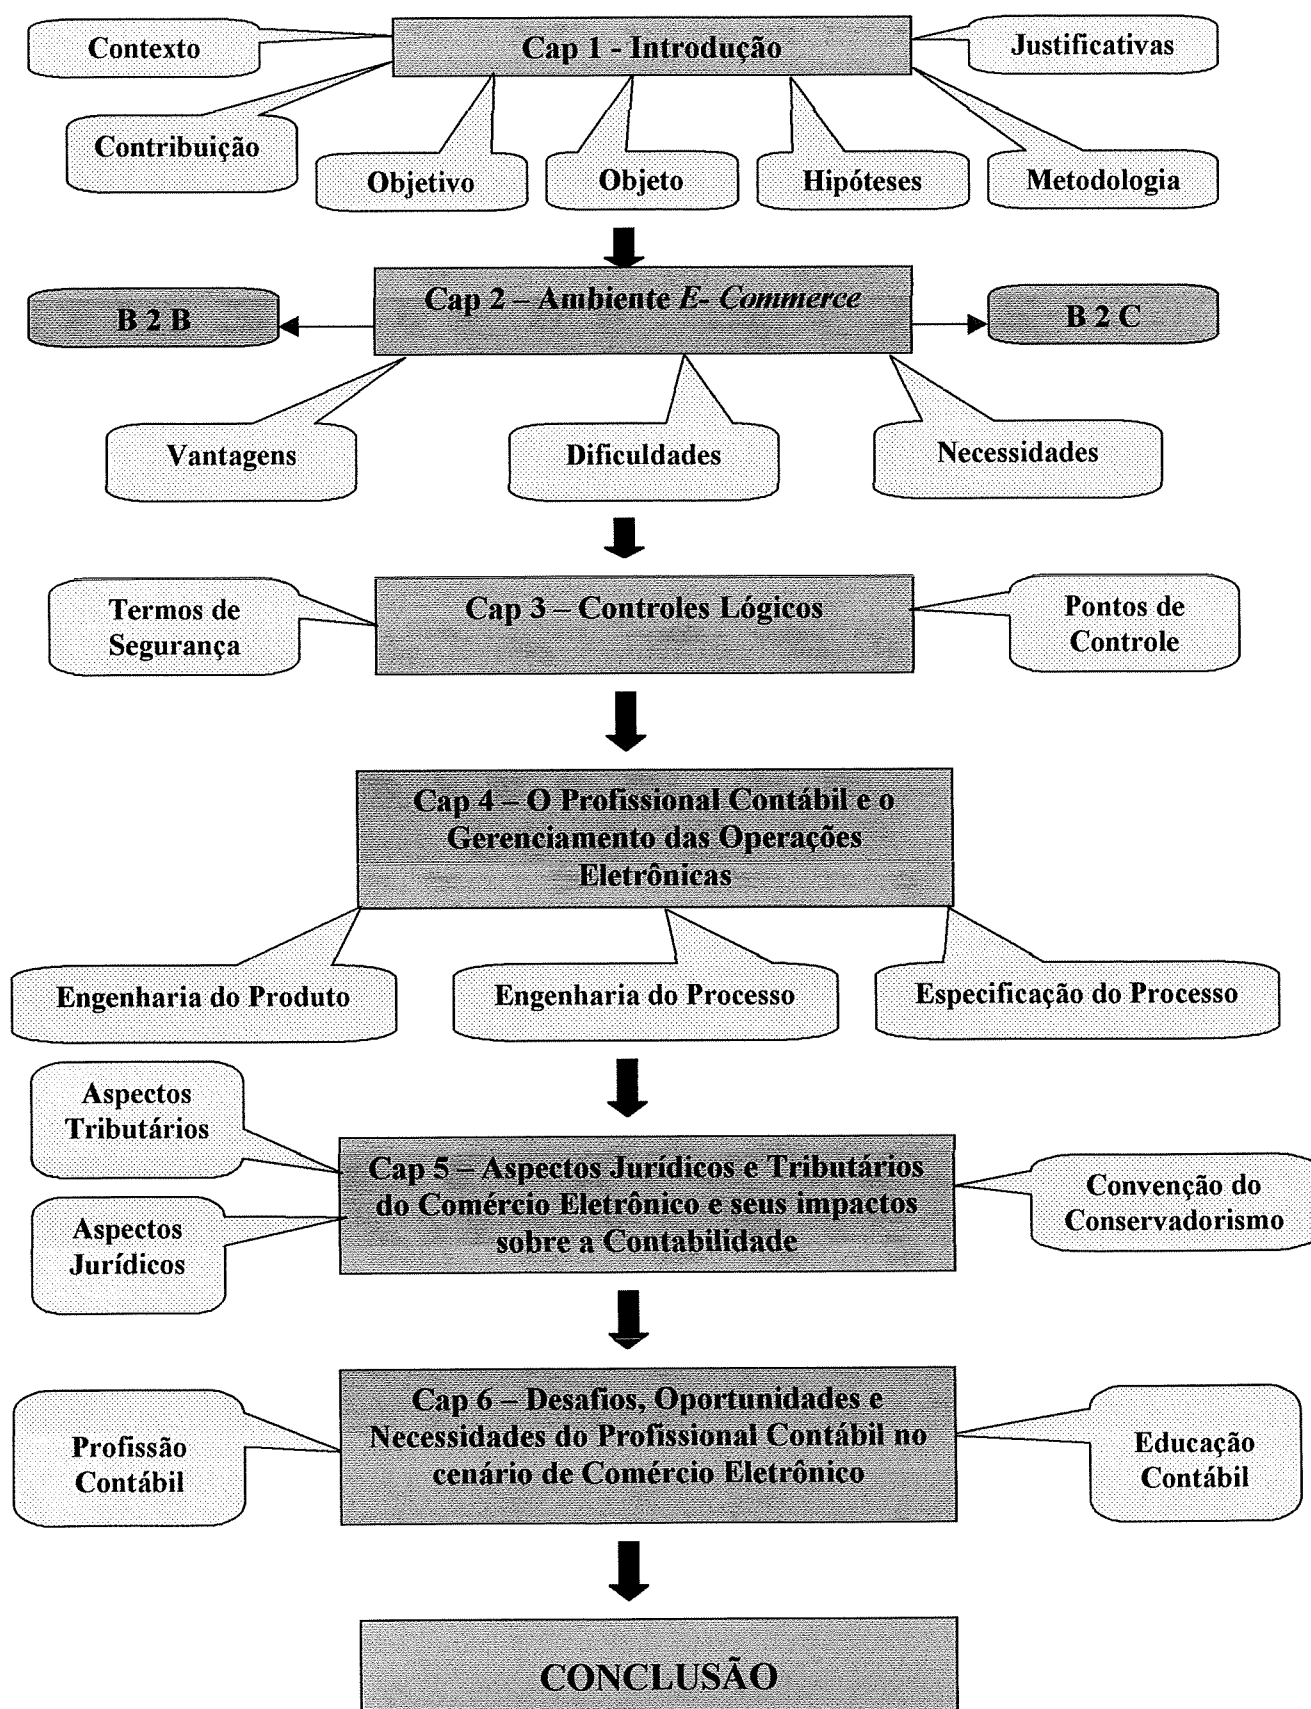 Contexto
Cap 1 - Introdução
Justificativas
Contribuição
Objetivo
Objeto
Hipóteses
Metodologia
Cap 2 – Ambiente E- Commerce
B 2 B
B 2 C
Vantagens
Dificuldades
Necessidades
Termos de
Segurança
Cap 3 – Controles Lógicos
Pontos de
Controle
Cap 4 – O Profissional Contábil e o
Gerenciamento das Operações
Eletrônicas
Engenharia do Produto
Engenharia do Processo
Especificação do Processo
Aspectos
Tributários
Cap 5 – Aspectos Jurídicos e Tributários
do Comércio Eletrônico e seus impactos
sobre a Contabilidade
Convenção do
Conservadorismo
Aspectos
Jurídicos
Cap 6 – Desafios, Oportunidades e
Necessidades do Profissional Contábil no
cenário de Comércio Eletrônico
Profissão
Contábil
Educação
Contábil
CONCLUSÃO